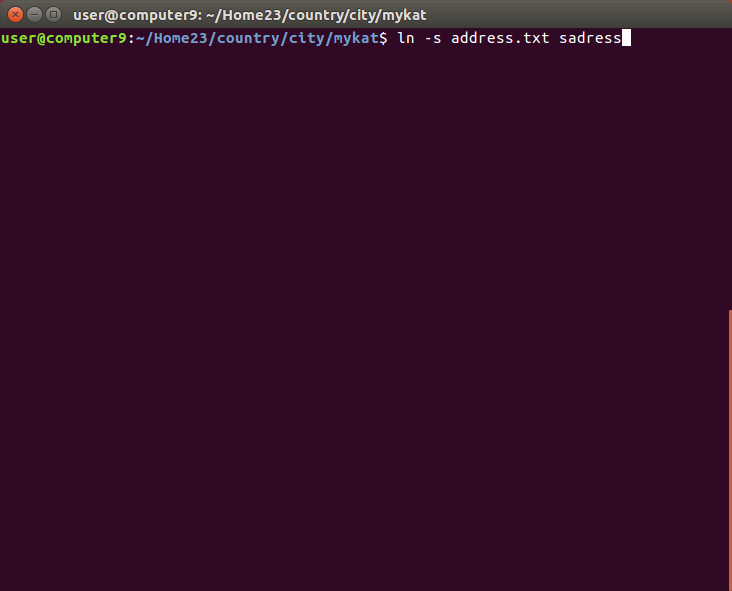 user@computer9: ~/Home23/country/city/mykat
user@computer9:~/Home23/country/city/mykat$ ln -s address.txt sadress